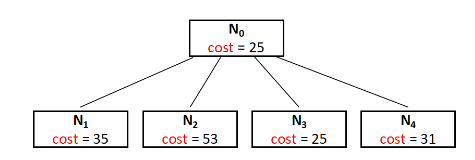 N₀
cost = 25
N₁
cost = 35
N₂
cost = 53
N₃
cost = 25
N₄
cost = 31